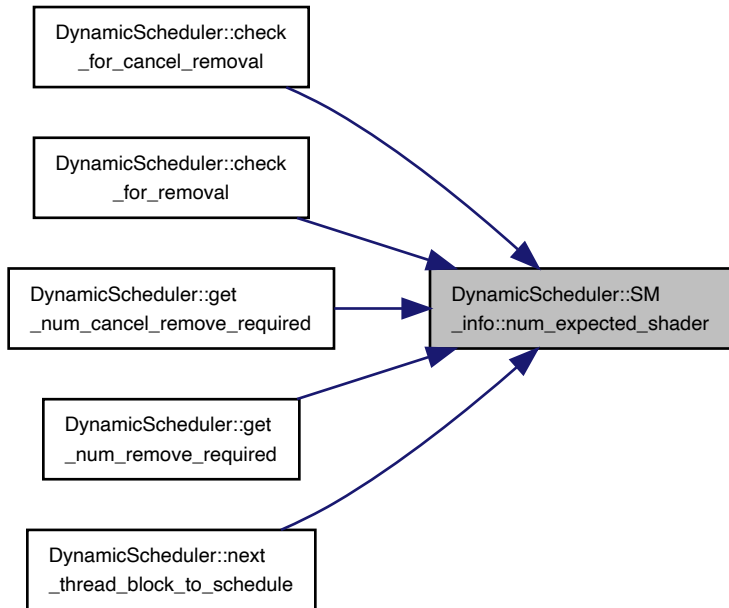 DynamicScheduler::check
_for_cancel_removal
DynamicScheduler::check
_for_removal
DynamicScheduler::get
_num_cancel_remove_required
DynamicScheduler::SM
_info::num_expected_shader
DynamicScheduler::get
_num_remove_required
DynamicScheduler::next
_thread_block_to_schedule